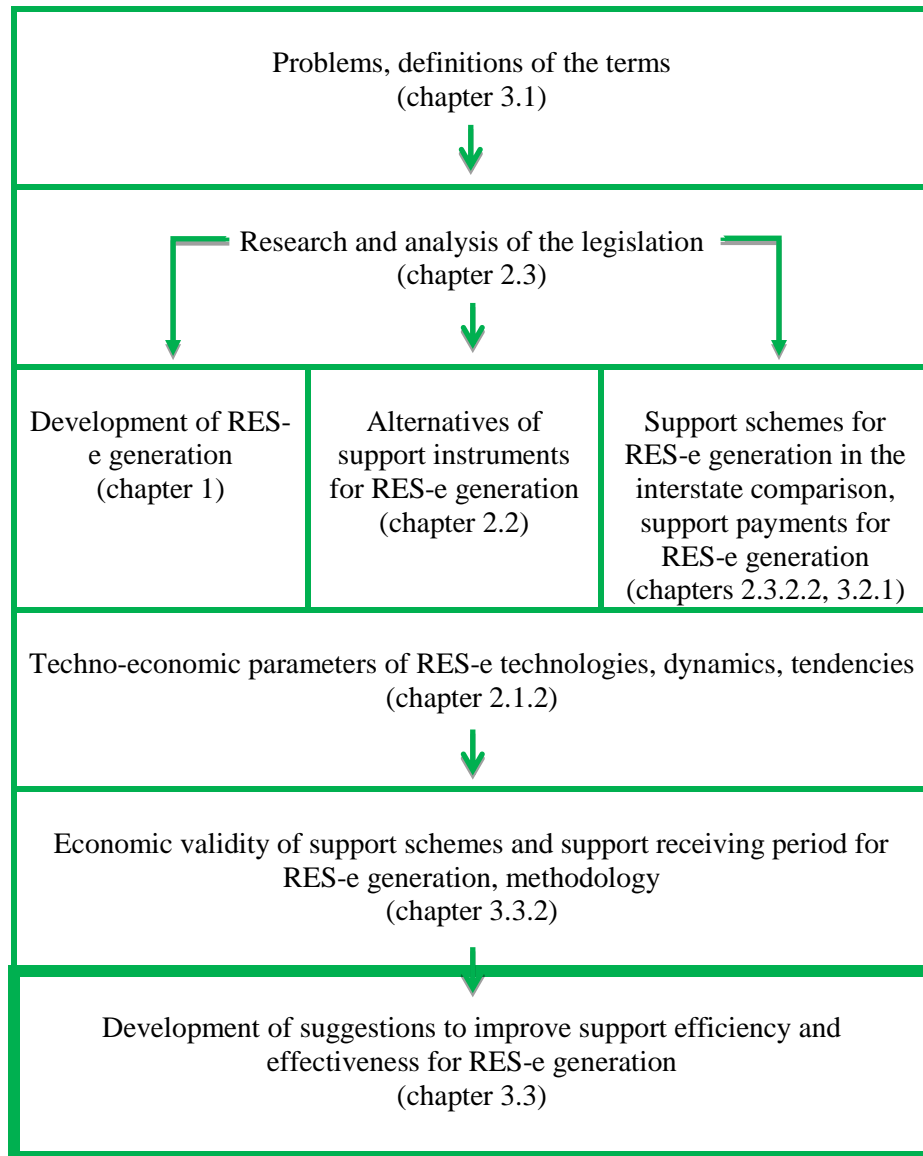 Problems, definitions of the terms
(chapter 3.1)
Research and analysis of the legislation
(chapter 2.3)
Development of RES-
e generation
(chapter 1)
Alternatives of
support instruments
for RES-e generation
(chapter 2.2)
Support schemes for
RES-e generation in the
interstate comparison,
support payments for
RES-e generation
(chapters 2.3.2.2, 3.2.1)
Techno-economic parameters of RES-e technologies, dynamics, tendencies
(chapter 2.1.2)
Economic validity of support schemes and support receiving period for
RES-e generation, methodology
(chapter 3.3.2)
Development of suggestions to improve support efficiency and
effectiveness for RES-e generation
(chapter 3.3)